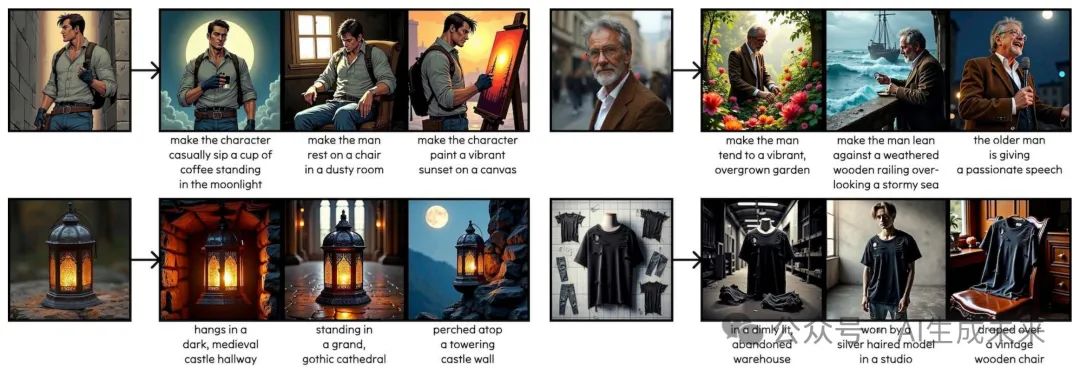 make the character
casually sip a cup of
coffee standing
in the moonlight
make the man
rest on a chair
in a dusty room
make the character
paint a vibrant
sunset on a canvas
make the man
tend to a vibrant,
overgrown garden
make the man lean
against a weathered
wooden railing over-
looking a stormy sea
the older man
is giving
a passionate speech
hangs in a
dark, medieval
castle hallway
standing in
a grand,
gothic cathedral
perched atop
a towering
castle wall
in a dimly lit,
abandoned
warehouse
worn by a
silver haired model
in a studio
draped over
a vintage
wooden chair
公众号·AI生成未来